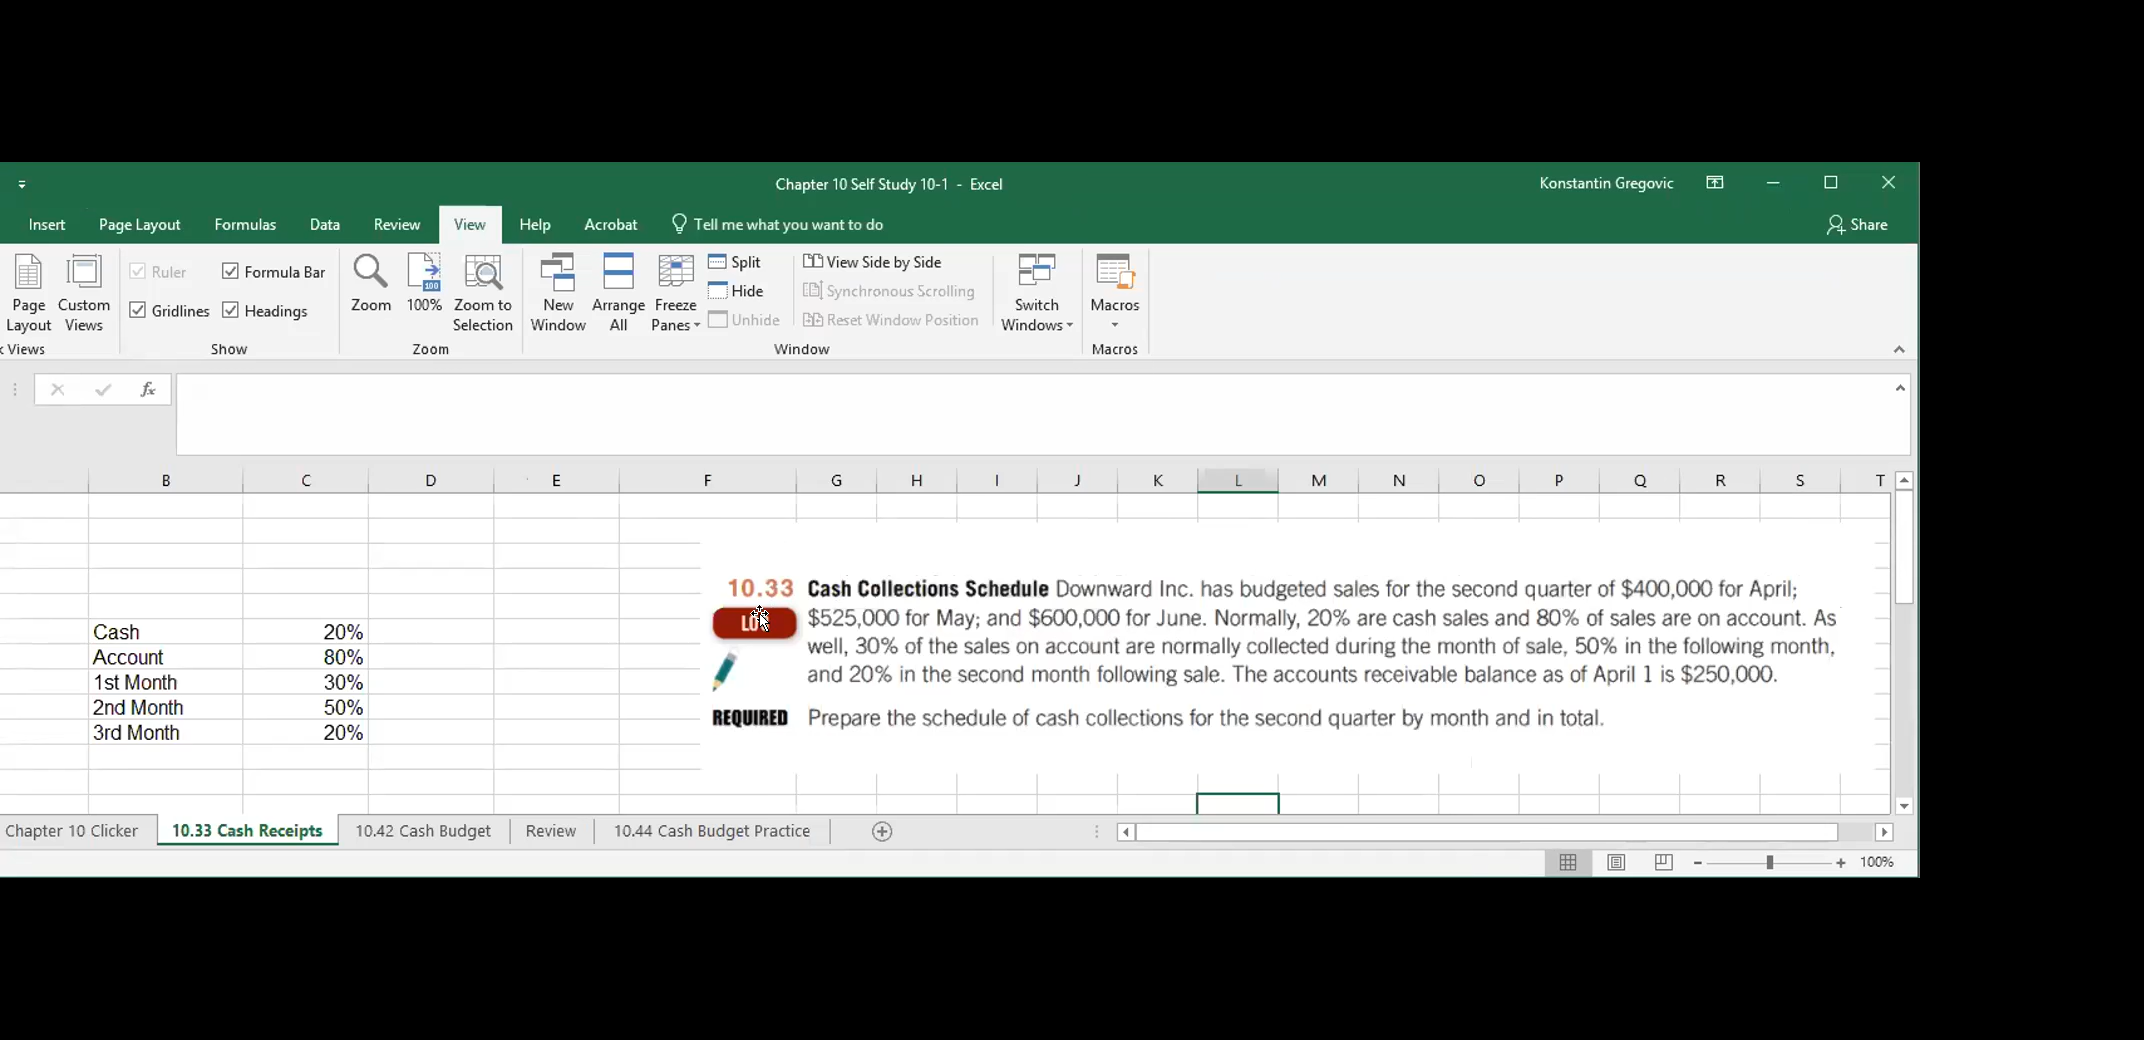 Chapter 10 Self Study 10-1 - Excel
Konstantin Gregovic
Insert Page Layout Formulas Data Review View Help Acrobat Tell me what you want to do Share
Page Layout
Custom Views
Views
Ruler
Formula Bar
Gridlines
Headings
Show
Zoom
100
100%
Zoom to Selection
Zoom
New Window
Arrange All
Freeze Panes
Split
Hide
Unhide
View Side by Side
Synchronous Scrolling
Reset Window Position
Window
Switch Windows
Macros
Macros
fx
B C D E F G H I J K L M N O P Q R S T
Cash 20%
Account 80%
1st Month 30%
2nd Month 50%
3rd Month 20%
10.33 Cash Collections Schedule Downward Inc. has budgeted sales for the second quarter of $400,000 for April;
$525,000 for May; and $600,000 for June. Normally, 20% are cash sales and 80% of sales are on account. As
well, 30% of the sales on account are normally collected during the month of sale, 50% in the following month,
and 20% in the second month following sale. The accounts receivable balance as of April 1 is $250,000.
REQUIRED Prepare the schedule of cash collections for the second quarter by month and in total.
Chapter 10 Clicker 10.33 Cash Receipts 10.42 Cash Budget Review 10.44 Cash Budget Practice
100%